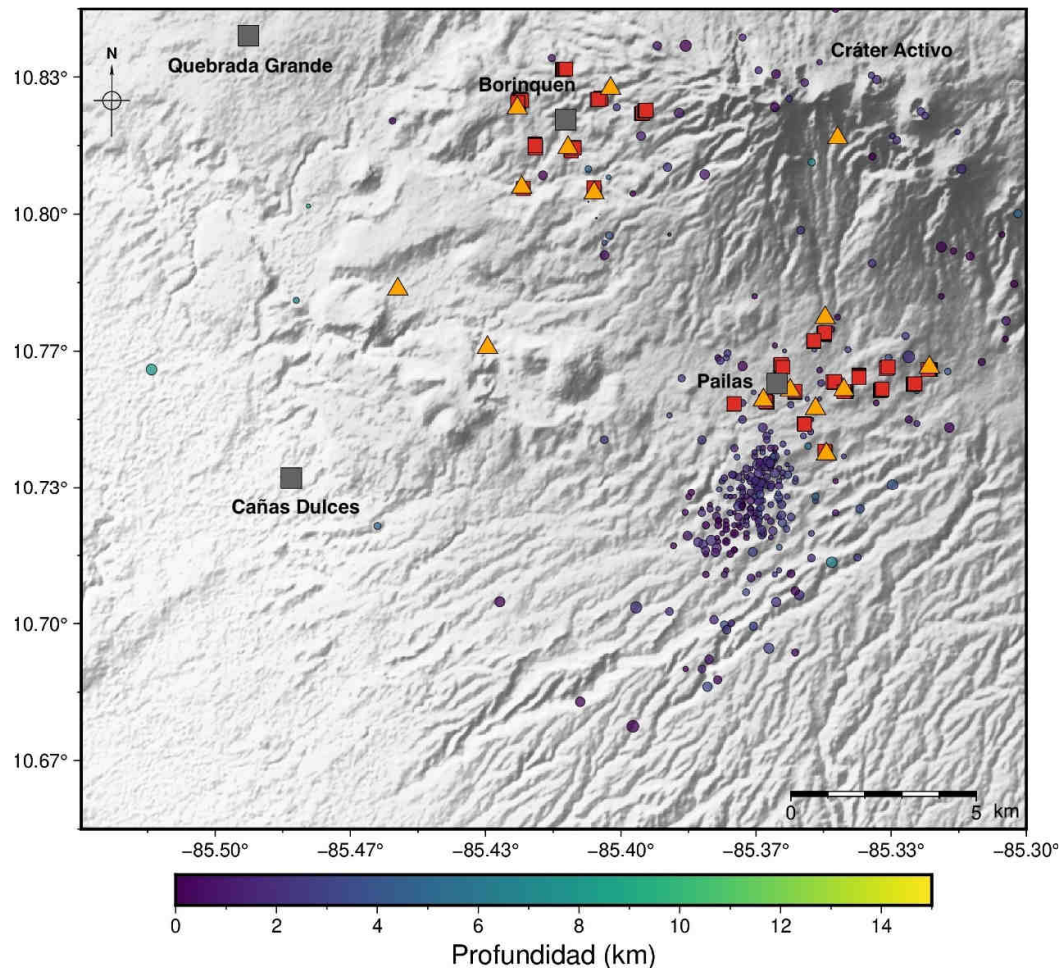 N
Quebrada Grande
Borinquen
Cráter Activo
Pailas
Cañas Dulces
10.83°
10.80°
10.77°
10.73°
10.70°
10.67°
0 5
km
−85.50° −85.47° −85.43° −85.40° −85.37° −85.33° −85.30°
0 2 4 6 8 10 12 14
Profundidad (km)